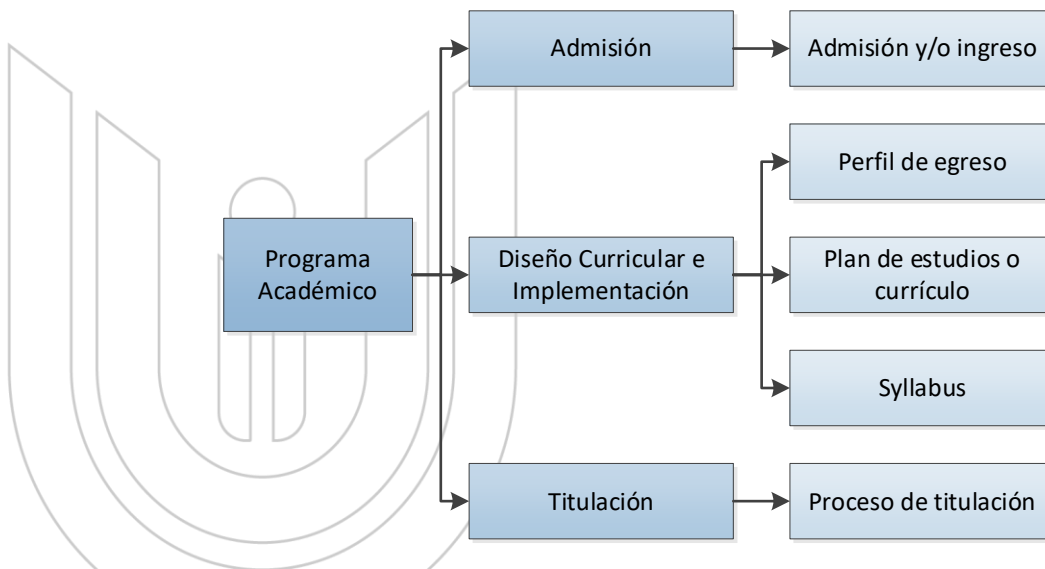 Admisión
Admisión y/o ingreso
Perfil de egreso
Programa
Académico
Diseño Curricular e
Implementación
Plan de estudios o
currículo
Syllabus
Titulación
Proceso de titulación